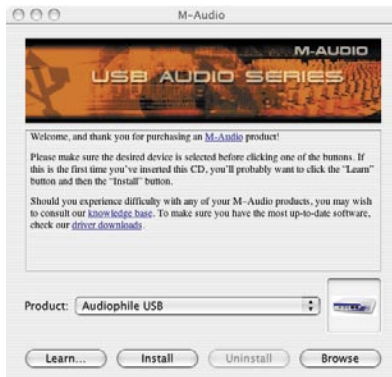 M-Audio
M-AUDIO
USB AUDIO SERIES
Welcome, and thank you for purchasing an M-Audio product!
Please make sure the desired device is selected before clicking one of the buttons. If
this is the first time you've inserted this CD, you'll probably want to click the "Learn"
button and then the "Install" button.
Should you experience difficulty with any of your M-Audio products, you may wish
to consult our knowledge base. To make sure you have the most up-to-date software,
check our driver downloads.
Product: Audiophile USB
Learn... Install Uninstall Browse